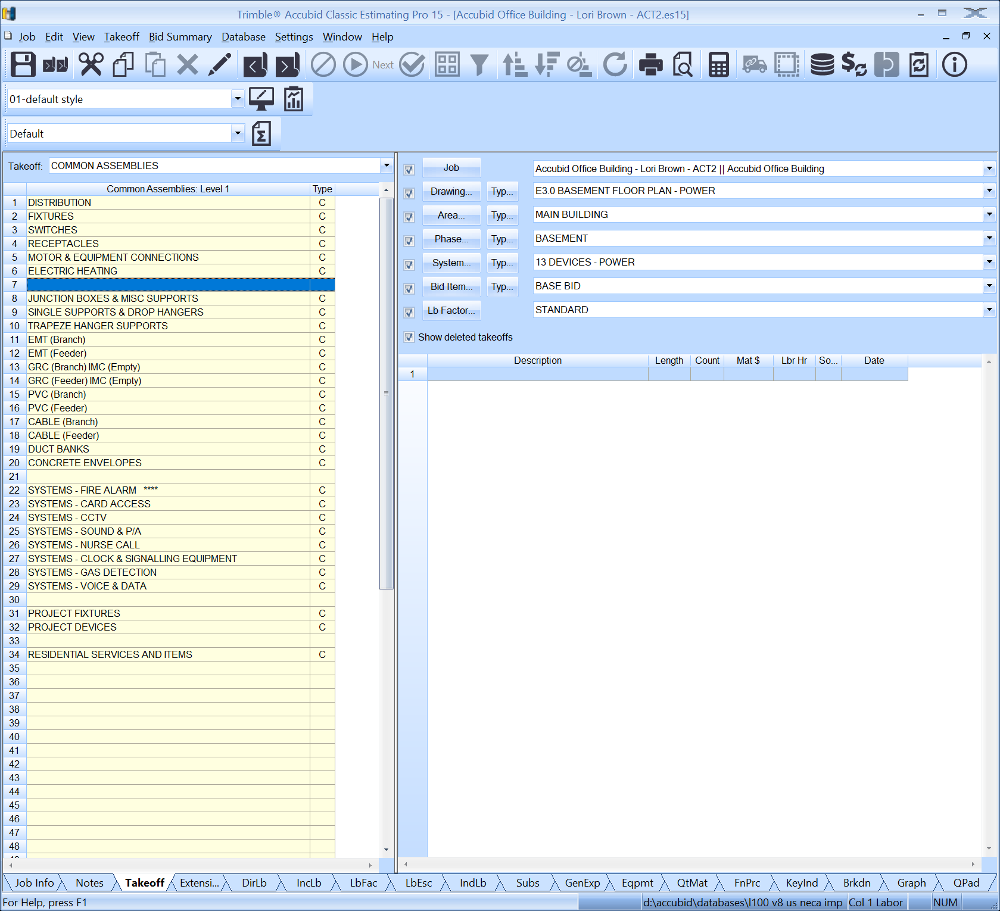 Trimble® Accubid Classic Estimating Pro 15 - [Accubid Office Building - Lori Brown - ACT2.es15]
Job Edit View Takeoff Bid Summary Database Settings Window Help
Next
01-default style
Default
Takeoff: COMMON ASSEMBLIES
Common Assemblies: Level 1 Type
1 DISTRIBUTION C
2 FIXTURES C
3 SWITCHES C
4 RECEPTACLES C
5 MOTOR & EQUIPMENT CONNECTIONS C
6 ELECTRIC HEATING C
7
8 JUNCTION BOXES & MISC SUPPORTS C
9 SINGLE SUPPORTS & DROP HANGERS C
10 TRAPEZE HANGER SUPPORTS C
11 EMT (Branch) C
12 EMT (Feeder) C
13 GRC (Branch) IMC (Empty) C
14 GRC (Feeder) IMC (Empty) C
15 PVC (Branch) C
16 PVC (Feeder) C
17 CABLE (Branch) C
18 CABLE (Feeder) C
19 DUCT BANKS C
20 CONCRETE ENVELOPES C
21
22 SYSTEMS - FIRE ALARM **** C
23 SYSTEMS - CARD ACCESS C
24 SYSTEMS - CCTV C
25 SYSTEMS - SOUND & P/A C
26 SYSTEMS - NURSE CALL C
27 SYSTEMS - CLOCK & SIGNALLING EQUIPMENT C
28 SYSTEMS - GAS DETECTION C
29 SYSTEMS - VOICE & DATA C
30
31 PROJECT FIXTURES C
32 PROJECT DEVICES C
33
34 RESIDENTIAL SERVICES AND ITEMS C
35
36
37
38
39
40
41
42
43
44
45
46
47
48
Job Accubid Office Building - Lori Brown - ACT2 || Accubid Office Building
Drawing... Typ... E3.0 BASEMENT FLOOR PLAN - POWER
Area... Typ... MAIN BUILDING
Phase... Typ... BASEMENT
System... Typ... 13 DEVICES - POWER
Bid Item... Typ... BASE BID
Lb Factor... STANDARD
Show deleted takeoffs
Description Length Count Mat $ Lbr Hr So... Date
1
Job Info Notes Takeoff Extensi... DirLb IncLb LbFac LbEsc IndLb Subs GenExp Eqpmt QtMat FnPrc KeyInd Brkdn Graph QPad
For Help, press F1 d:\accubid\databases\l100 v8 us neca imp Col 1 Labor NUM